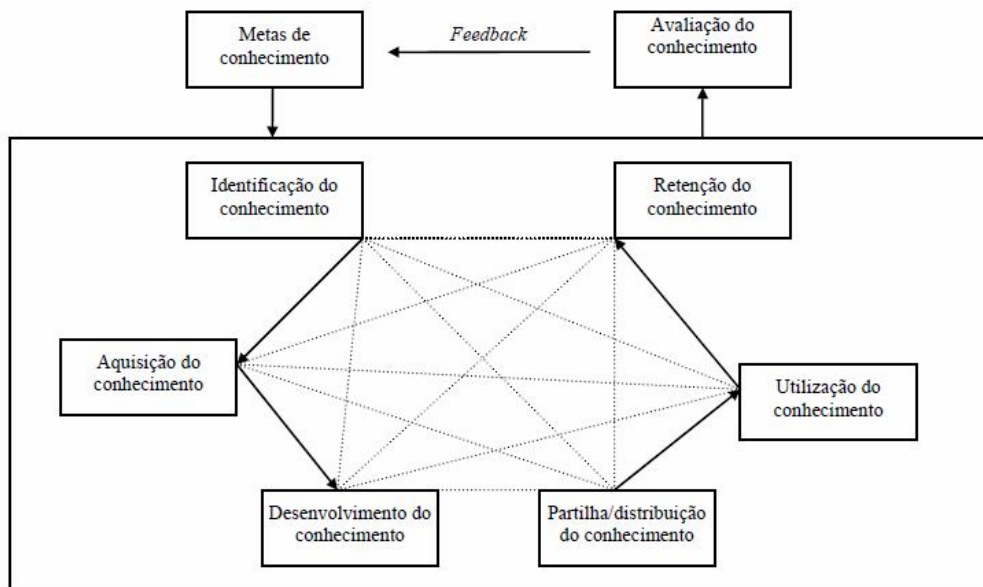 Metas de
conhecimento
Feedback
Avaliação do
conhecimento
Identificação do
conhecimento
Retenção do
conhecimento
Aquisição do
conhecimento
Utilização do
conhecimento
Desenvolvimento do
conhecimento
Partilha/distribuição
do conhecimento